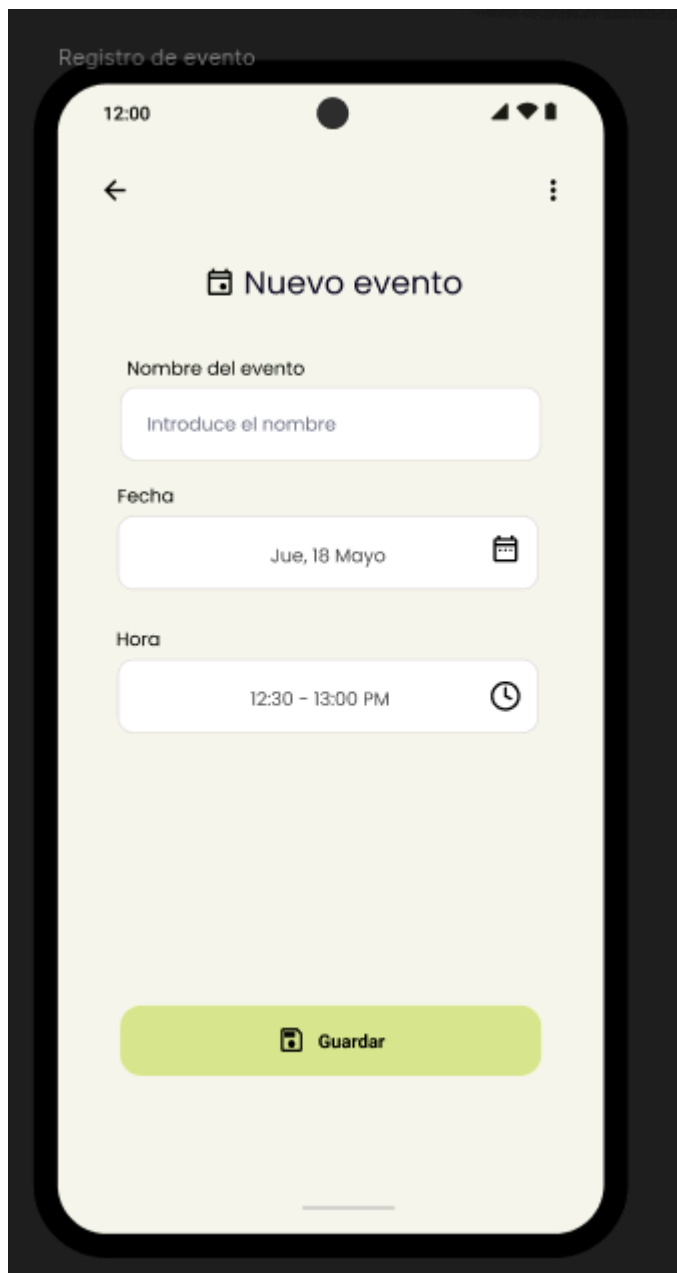 Registro de evento
12:00
Nuevo evento
Nombre del evento
Introduce el nombre
Fecha
Jue, 18 Mayo
Hora
12:30 - 13:00 PM
Guardar